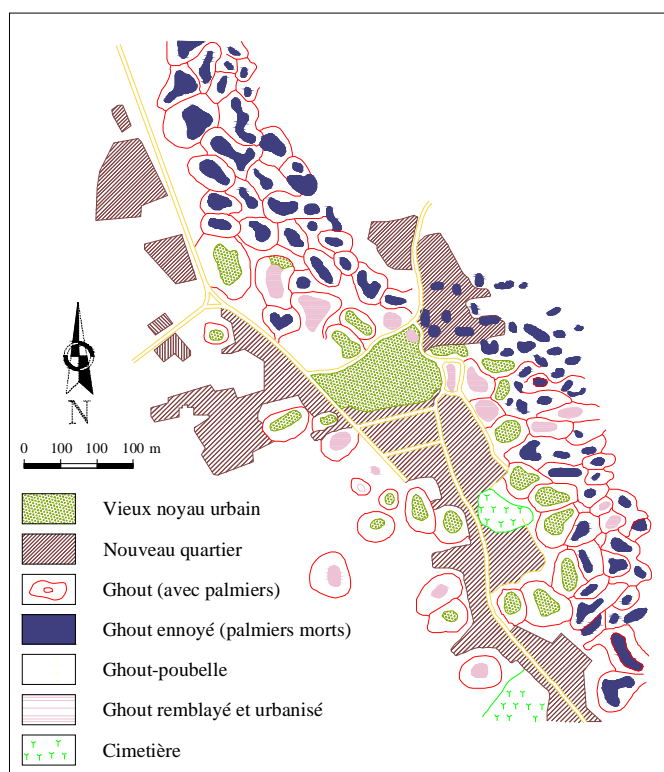 N
0 100 100 100 m
Vieux noyau urbain
Nouveau quartier
Ghout (avec palmiers)
Ghout ennoyé (palmiers morts)
Ghout-poubelle
Ghout remblayé et urbanisé
Cimetière